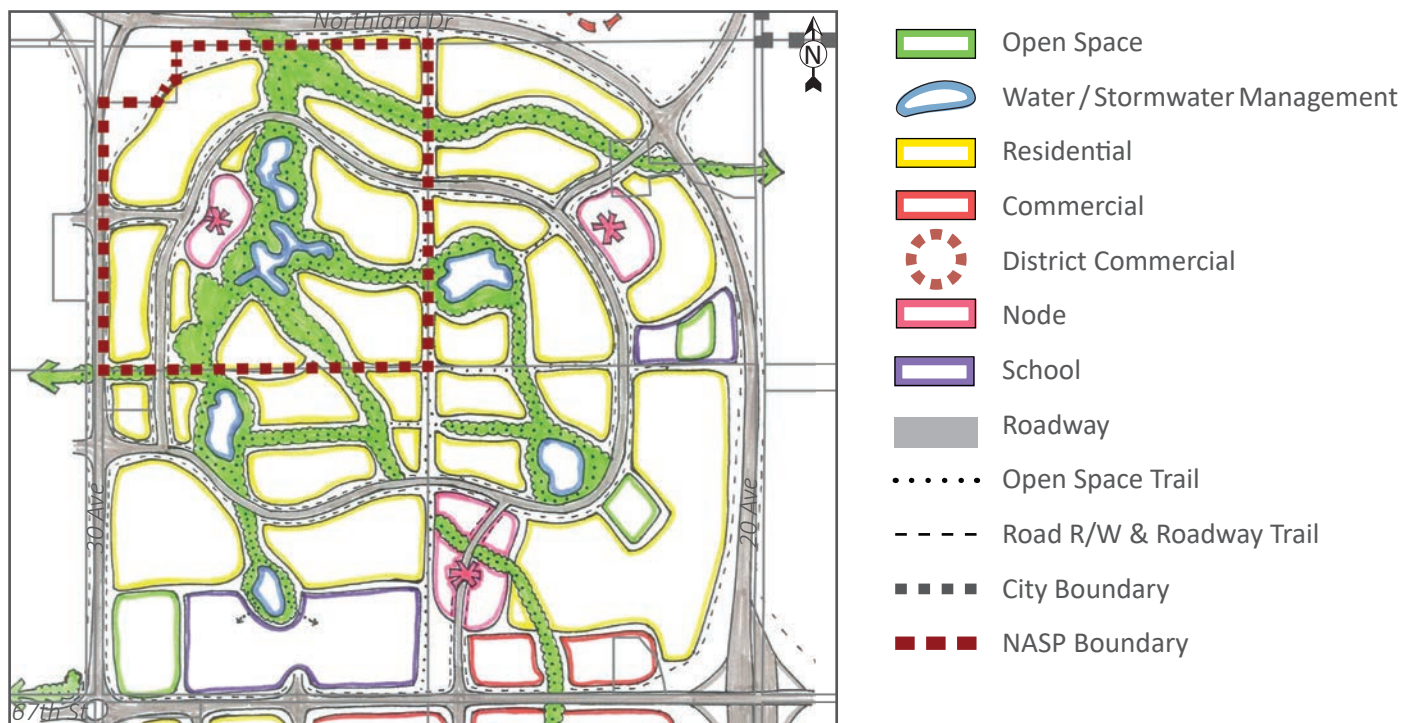 Northland Dr
N
30 Ave
20 Ave
67th St
Open Space
Water / Stormwater Management
Residential
Commercial
District Commercial
Node
School
Roadway
Open Space Trail
Road R/W & Roadway Trail
City Boundary
NASP Boundary